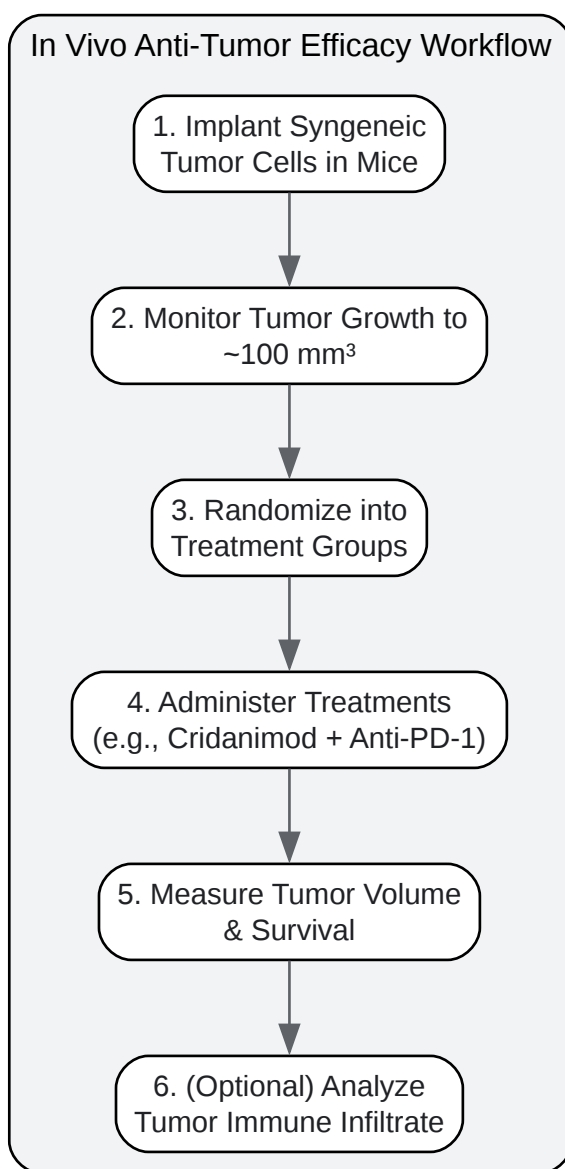 In Vivo Anti-Tumor Efficacy Workflow
1. Implant Syngeneic
Tumor Cells in Mice
2. Monitor Tumor Growth to
~100 mm³
3. Randomize into
Treatment Groups
4. Administer Treatments
(e.g., Cridanimod + Anti-PD-1)
5. Measure Tumor Volume
& Survival
6. (Optional) Analyze
Tumor Immune Infiltrate